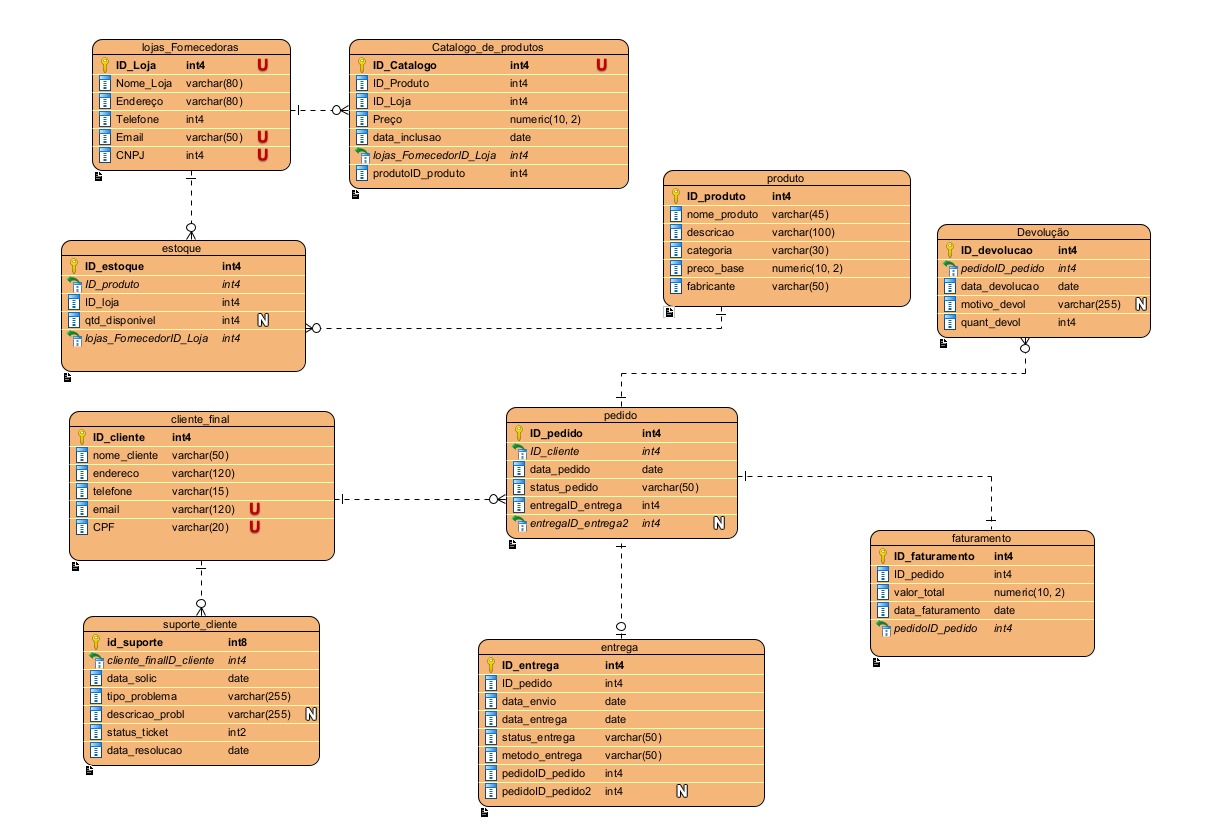 lojas_Fornecedoras
ID_Loja int4 U
Nome_Loja varchar(80)
Endereço varchar(80)
Telefone int4
Email varchar(50) U
CNPJ int4 U
Catalogo_de_produtos
ID_Catalogo int4 U
ID_Produto int4
ID_Loja int4
Preço numeric(10, 2)
data_inclusao date
lojas_FornecedorID_Loja int4
produtoID_produto int4
produto
ID_produto int4
nome_produto varchar(45)
descricao varchar(100)
categoria varchar(30)
preco_base numeric(10, 2)
fabricante varchar(50)
Devolução
ID_devolucao int4
pedidoID_pedido int4
data_devolucao date
motivo_devol varchar(255) N
quant_devol int4
estoque
ID_estoque int4
ID_produto int4
ID_loja int4
qtd_disponivel int4 N
lojas_FornecedorID_Loja int4
cliente_final
ID_cliente int4
nome_cliente varchar(50)
endereco varchar(120)
telefone varchar(15)
email varchar(120) U
CPF varchar(20) U
pedido
ID_pedido int4
ID_cliente int4
data_pedido date
status_pedido varchar(50)
entregaID_entrega int4
entregaID_entrega2 int4 N
faturamento
ID_faturamento int4
ID_pedido int4
valor_total numeric(10, 2)
data_faturamento date
pedidoID_pedido int4
suporte_cliente
id_suporte int8
cliente_finalID_cliente int4
data_solic date
tipo_problema varchar(255)
descricao_probl varchar(255) N
status_ticket int2
data_resolucao date
entrega
ID_entrega int4
ID_pedido int4
data_envio date
data_entrega date
status_entrega varchar(50)
metodo_entrega varchar(50)
pedidoID_pedido int4
pedidoID_pedido2 int4 N